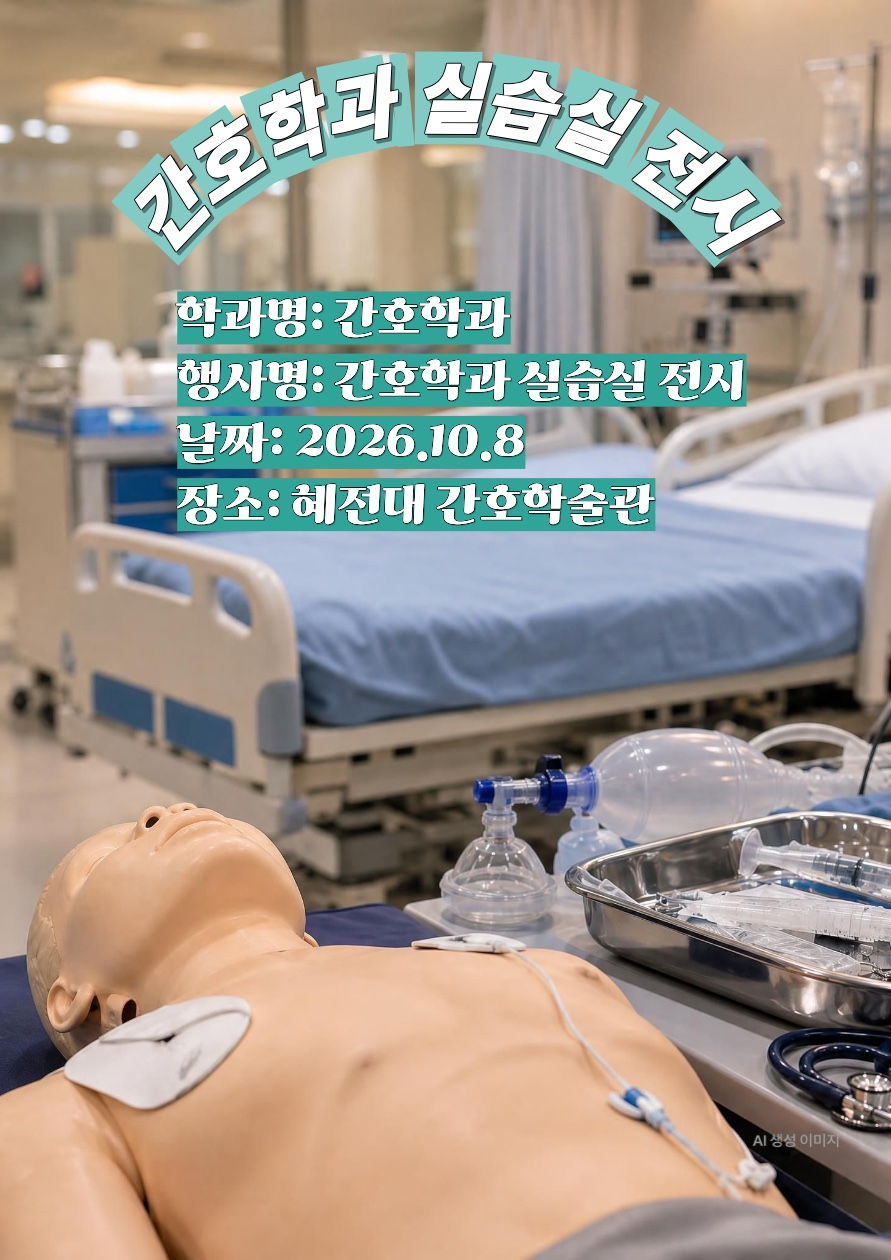 간호학과 실습실 전시
학과명: 간호학과
행사명: 간호학과 실습실 전시
날짜: 2026.10.8
장소: 혜전대 간호학술관
AI 생성 이미지